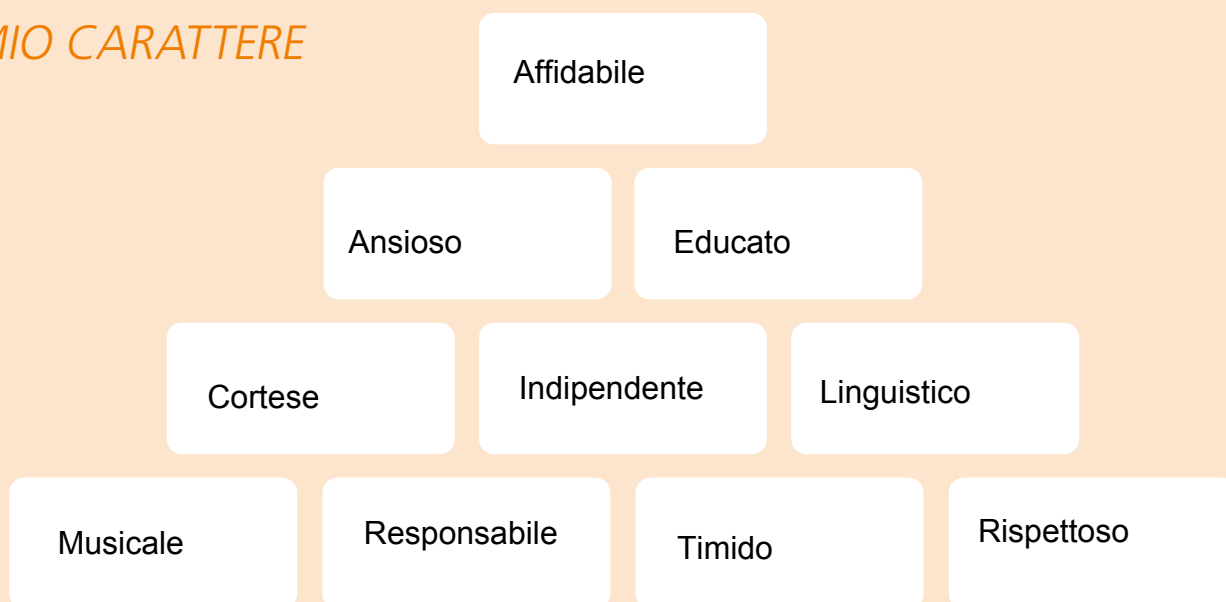 MIO CARATTERE
Affidabile
Ansioso
Educato
Cortese
Indipendente
Linguistico
Musicale
Responsabile
Timido
Rispettoso